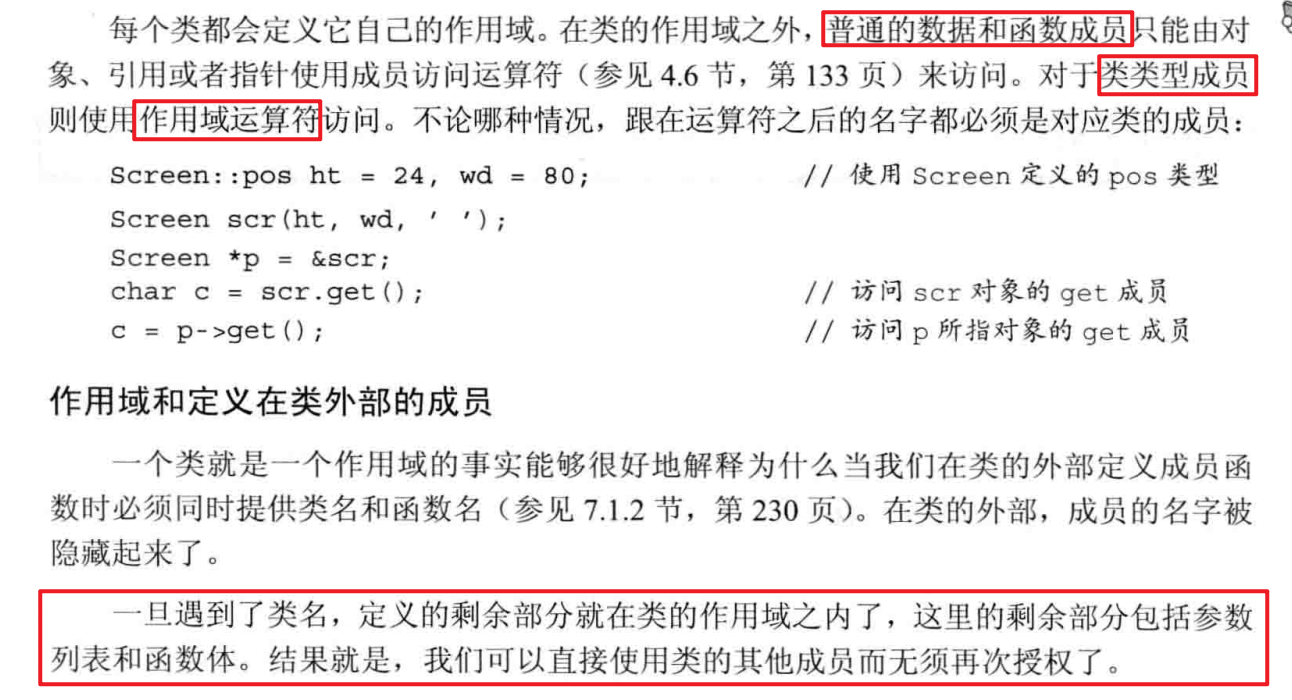 每个类都会定义它自己的作用域。在类的作用域之外，普通的数据和函数成员只能由对
象、引用或者指针使用成员访问运算符（参见 4.6 节，第 133 页）来访问。对于类类型成员
则使用作用域运算符访问。不论哪种情况，跟在运算符之后的名字都必须是对应类的成员：
Screen::pos ht = 24, wd = 80; // 使用 Screen 定义的 pos 类型
Screen scr(ht, wd, ' ');
Screen *p = &scr;
char c = scr.get(); // 访问 scr 对象的 get 成员
c = p->get(); // 访问 p 所指对象的 get 成员
作用域和定义在类外部的成员
一个类就是一个作用域的事实能够很好地解释为什么当我们在类的外部定义成员函
数时必须同时提供类名和函数名（参见 7.1.2 节，第 230 页）。在类的外部，成员的名字被
隐藏起来了。
一旦遇到了类名，定义的剩余部分就在类的作用域之内了，这里的剩余部分包括参数
列表和函数体。结果就是，我们可以直接使用类的其他成员而无须再次授权了。